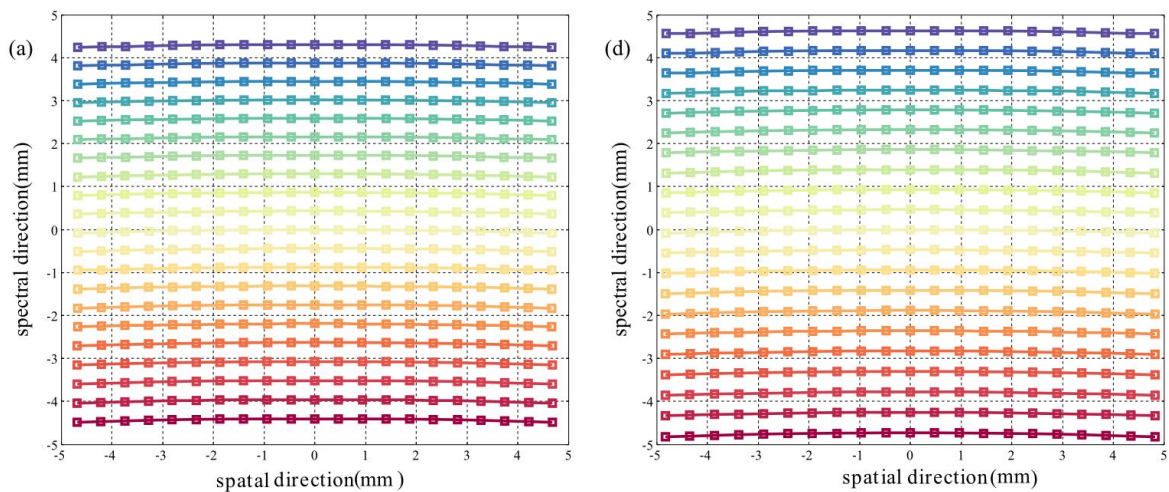 (a)
spectral direction(mm)
5
4
3
2
1
0
-1
-2
-3
-4
-5
-5 -4 -3 -2 -1 0 1 2 3 4 5
spatal direction(mm )
(d)
spectral direction(mm)
5
4
3
2
1
0
-1
-2
-3
-4
-5
-5 -4 -3 -2 -1 0 1 2 3 4 5
spatial direction(mm)